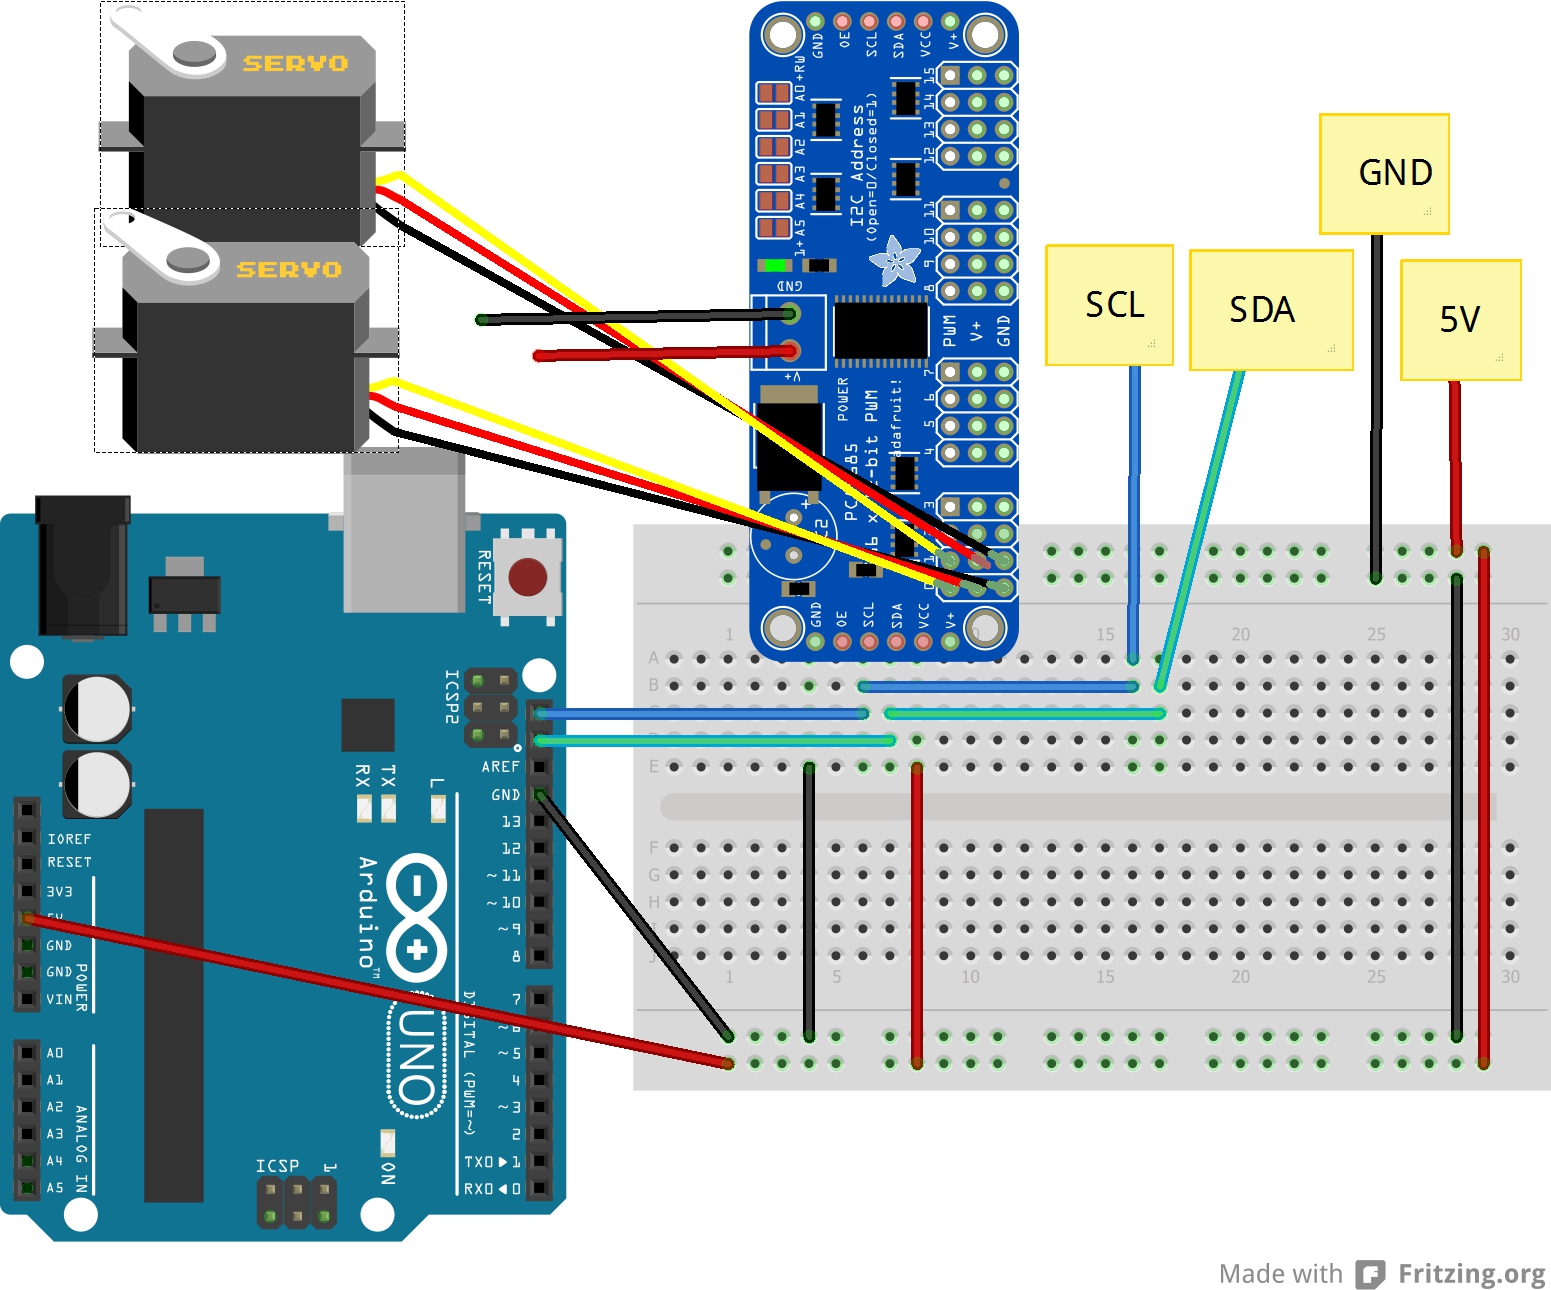 SERVO
SERVO
GND
OE
SCL
SDA
VCC
V+
+RW
A0
A1
A2
A3
A4
A5
1+
I2C Address
(Open=0/Closed=1)
15
14
13
12
11
10
9
8
GND
V+
PWM
V+
GND
7
6
5
4
3
POWER
adafruit!
GND
OE
SCL
SDA
VCC
V+
GND
SCL
SDA
5V
1
15
20
25
30
A
B
E
F
G
H
J
1
5
10
15
20
25
30
RESET
ICSP2
AREF
GND
13
12
~11
~10
~9
8
7
~5
4
~3
2
TX0▶1
RX0◀0
RX
TX
L
IOREF
RESET
3V3
5V
GND
GND
VIN
POWER
A0
A1
A2
A3
A4
A5
ANALOG IN
Arduino™
UNO
DIGITAL (PWM=~)
ICSP
1
ON
Made with Fritzing.org